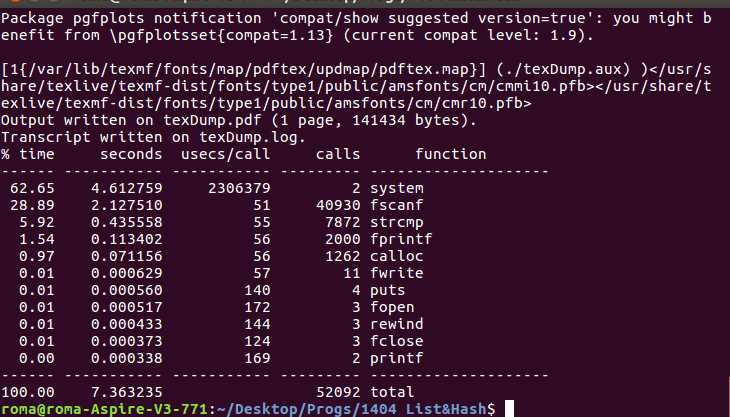 Package pgfplots notification 'compat/show suggested version=true': you might b
enefit from \pgfplotsset{compat=1.13} (current compat level: 1.9).
[1{/var/lib/texmf/fonts/map/pdftex/updmap/pdftex.map}] (./texDump.aux) )</usr/s
hare/texlive/texmf-dist/fonts/type1/public/amsfonts/cm/cmmi10.pfb></usr/share/t
exlive/texmf-dist/fonts/type1/public/amsfonts/cm/cmr10.pfb>
Output written on texDump.pdf (1 page, 141434 bytes).
Transcript written on texDump.log.
% time     seconds  usecs/call     calls      function
------ ----------- ----------- --------- --------------------
 62.65    4.612759     2306379         2 system
 28.89    2.127510          51     40930 fscanf
  5.92    0.435558          55      7872 strcmp
  1.54    0.113402          56      2000 fprintf
  0.97    0.071156          56      1262 calloc
  0.01    0.000629          57        11 fwrite
  0.01    0.000560         140         4 puts
  0.01    0.000517         172         3 fopen
  0.01    0.000433         144         3 rewind
  0.01    0.000373         124         3 fclose
  0.00    0.000338         169         2 printf
------ ----------- ----------- --------- --------------------
100.00    7.363235                 52092 total
roma@roma-Aspire-V3-771:~/Desktop/Progs/1404 List&Hash$